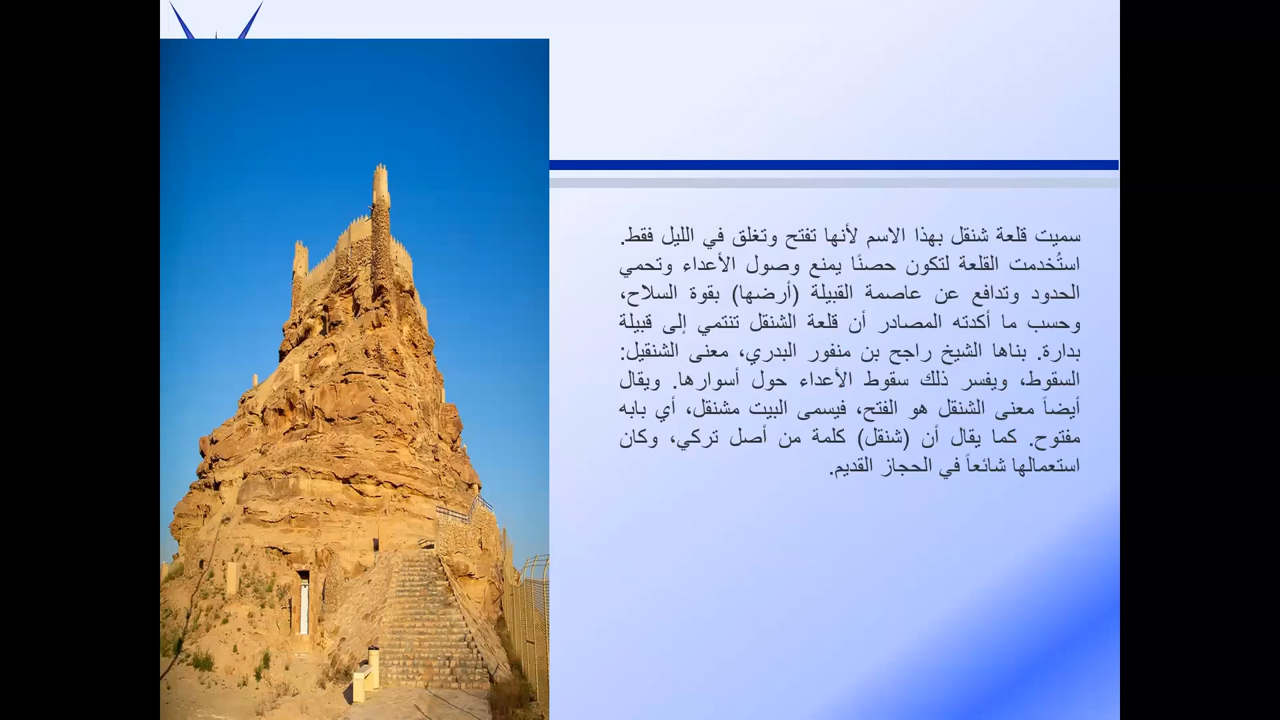 سميت قلعة شنقل بهذا الاسم لأنها تفتح وتغلق في الليل فقط.
استُخدمت القلعة لتكون حصنًا يمنع وصول الأعداء وتحمي
الحدود وتدافع عن عاصمة القبيلة (أرضها) بقوة السلاح،
وحسب ما أكدته المصادر أن قلعة الشنقل تنتمي إلى قبيلة
بدارة. بناها الشيخ راجح بن منفور البدري، معنى الشنقيل:
السقوط، ويفسر ذلك سقوط الأعداء حول أسوارها. ويقال
أيضاً معنى الشنقل هو الفتح، فيسمى البيت مشنقل، أي بابه
مفتوح. كما يقال أن (شنقل) كلمة من أصل تركي، وكان
استعمالها شائعاً في الحجاز القديم.